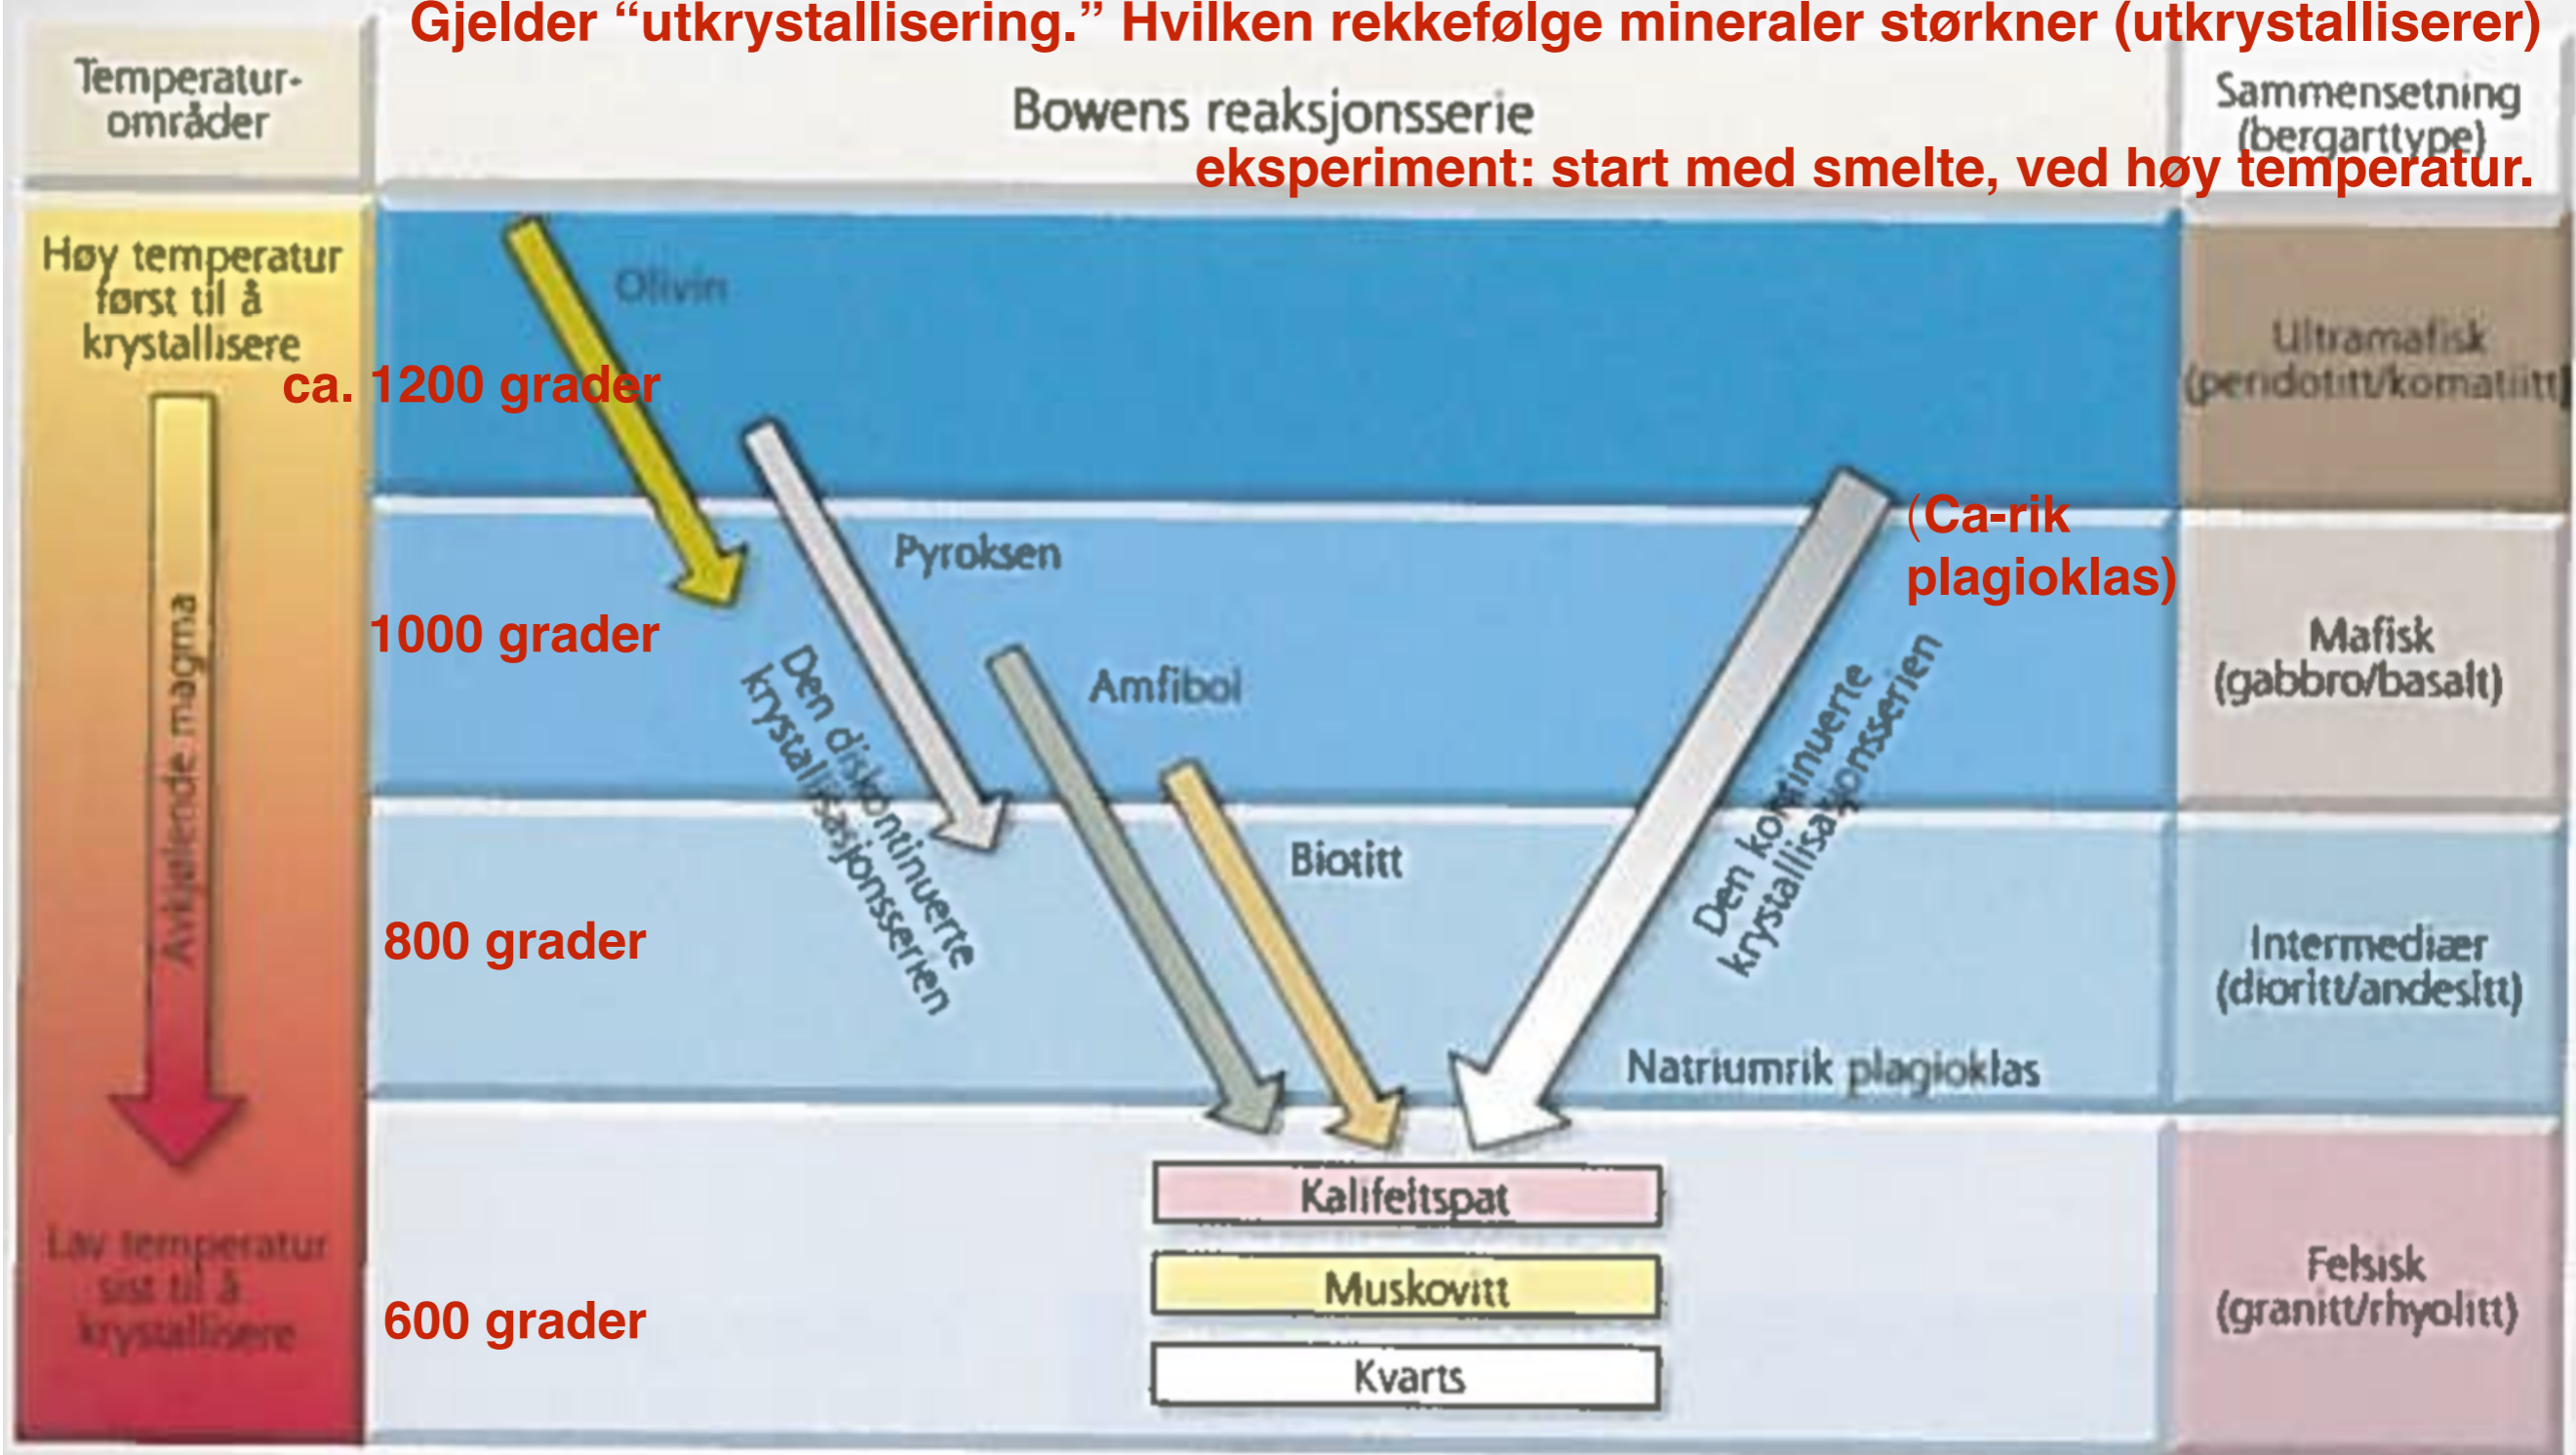 Gjelder “utkrystallisering.” Hvilken rekkefølge mineraler størkner (utkrystalliserer)
Temperatur-
områder
Bowens reaksjonsserie
Sammensetning
(bergarttype)
eksperiment: start med smelte, ved høy temperatur.
Høy temperatur
først til å
krystallisere
Avkjølende magma
Lav temperatur
sist til å
krystallisere
ca. 1200 grader
Olivin
Ultramafisk
(peridotitt/komatiitt)
(Ca-rik
plagioklas)
Pyroksen
1000 grader
Amfibol
Mafisk
(gabbro/basalt)
Den diskontinuerte
krystallisasjonsserien
Den kontinuerte
krystallisasjonsserien
Biotitt
800 grader
Intermediær
(dioritt/andesitt)
Natriumrik plagioklas
Kalifeltspat
Muskovitt
Kvarts
600 grader
Felsisk
(granitt/rhyolitt)